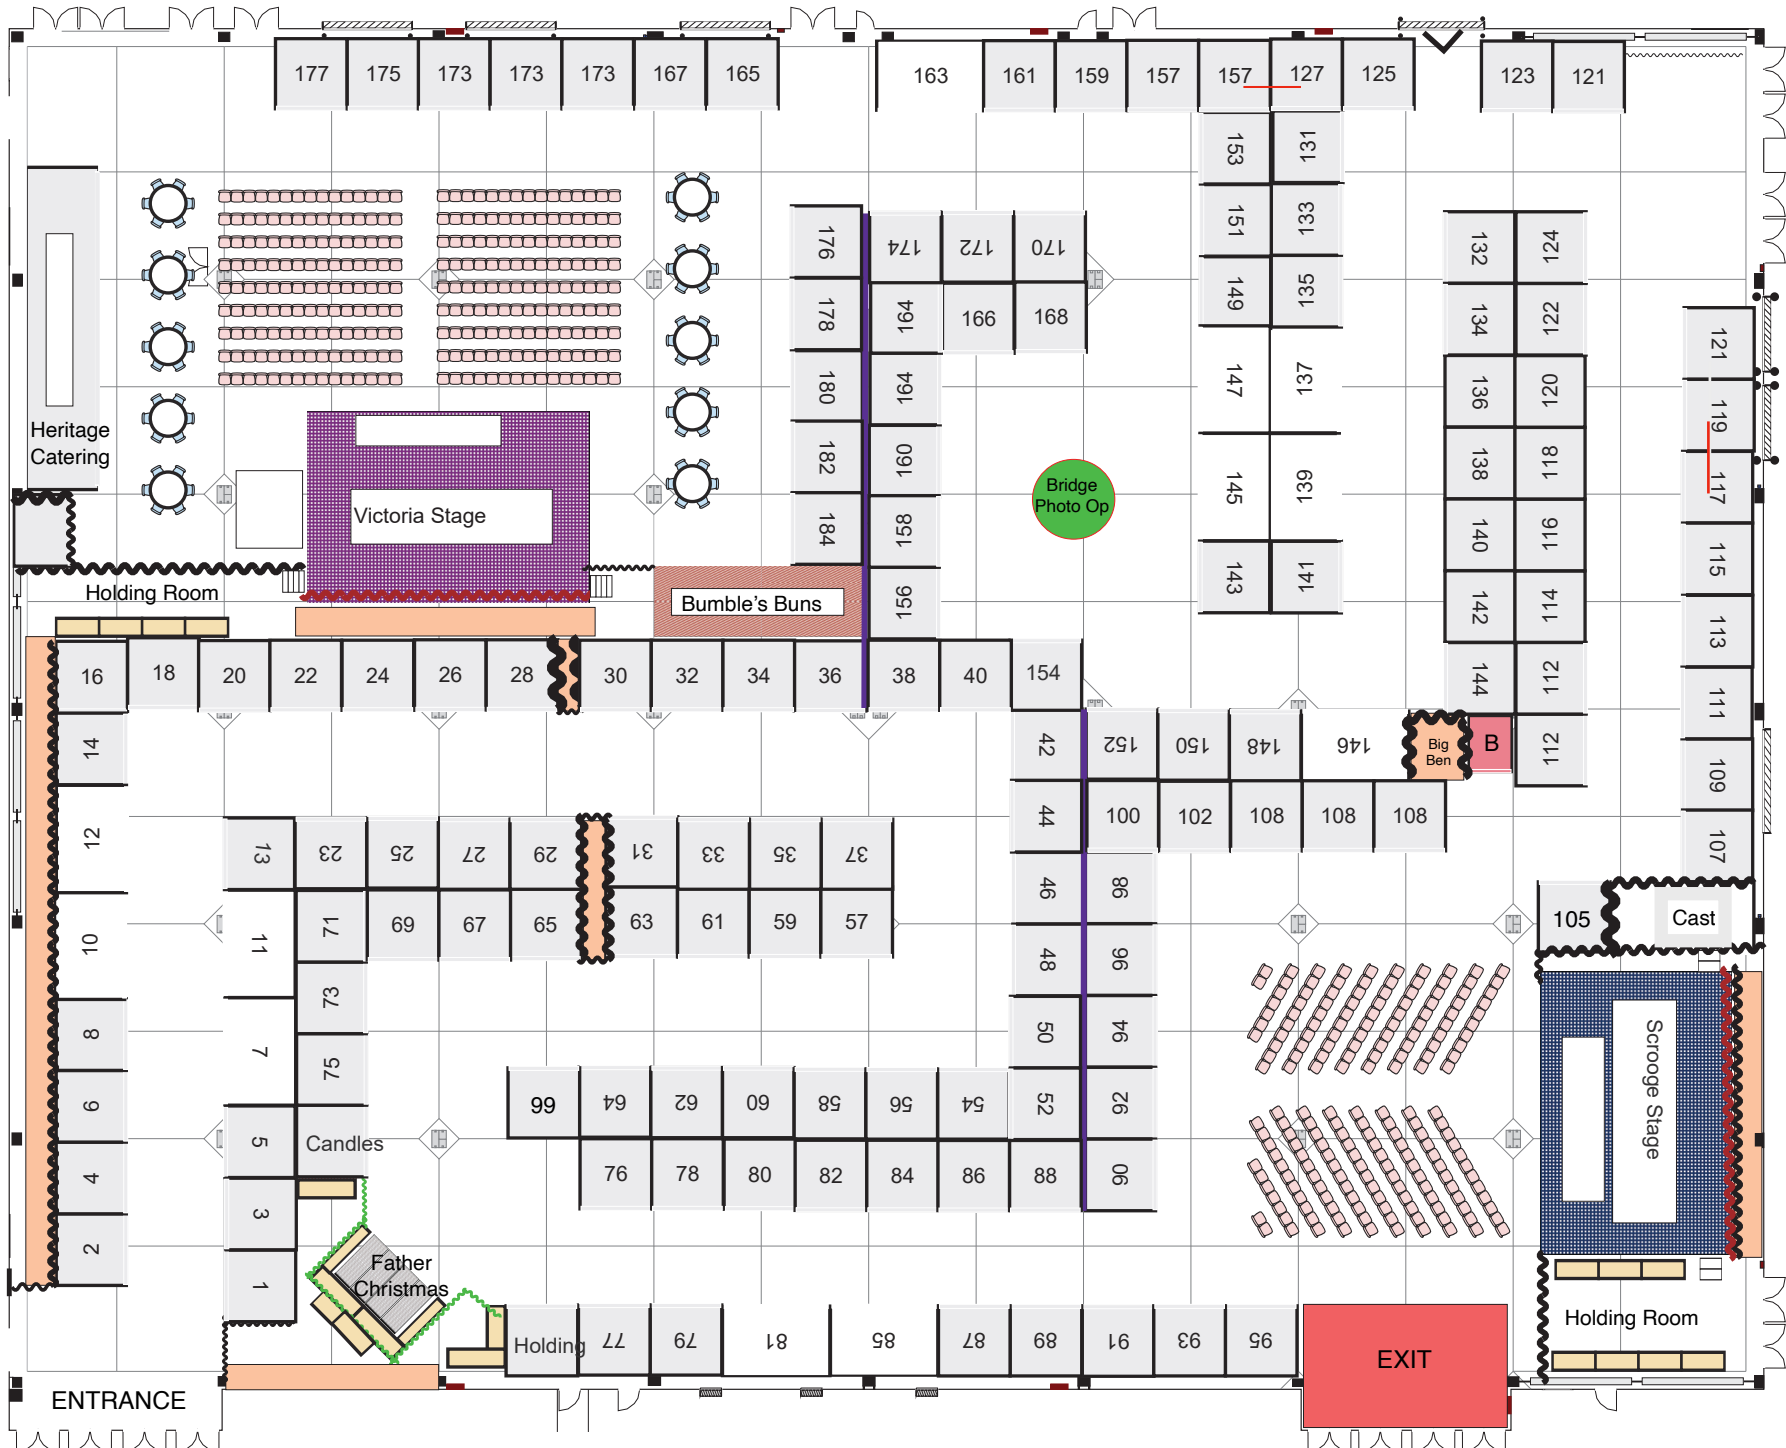 177 175 173 173 173 167 165
163 161 159 157 157 127 125
123 121
153 131
151 133
149 135
147 137
145 139
143 141
176 174 172 170
178 164 166 168
180 164
182 160
184 158
156
132 124
134 122
136 120
138 118
140 116
142 114
144 112
112
121
119
117
115
113
111
109
107
Heritage
Catering
Victoria Stage
Bridge
Photo Op
Holding Room
Bumble's Buns
16 18 20 22 24 26 28 30 32 34 36 38 40 154
14
12
10
8
6
4
2
42 152 150 148 146
Big
Ben
B
44 100 102 108 108 108
46 98
48 96
50 94
52 92
90
13 23 25 27 29 31 33 35 37
11 71 69 67 65 63 61 59 57
73
7 75
5 Candles
3
1
99 64 62 60 58 56 54
76 78 80 82 84 86 88
105 Cast
Scrooge Stage
Father
Christmas
Holding 77 79 81 85 87 89 91 93 95
EXIT
Holding Room
ENTRANCE